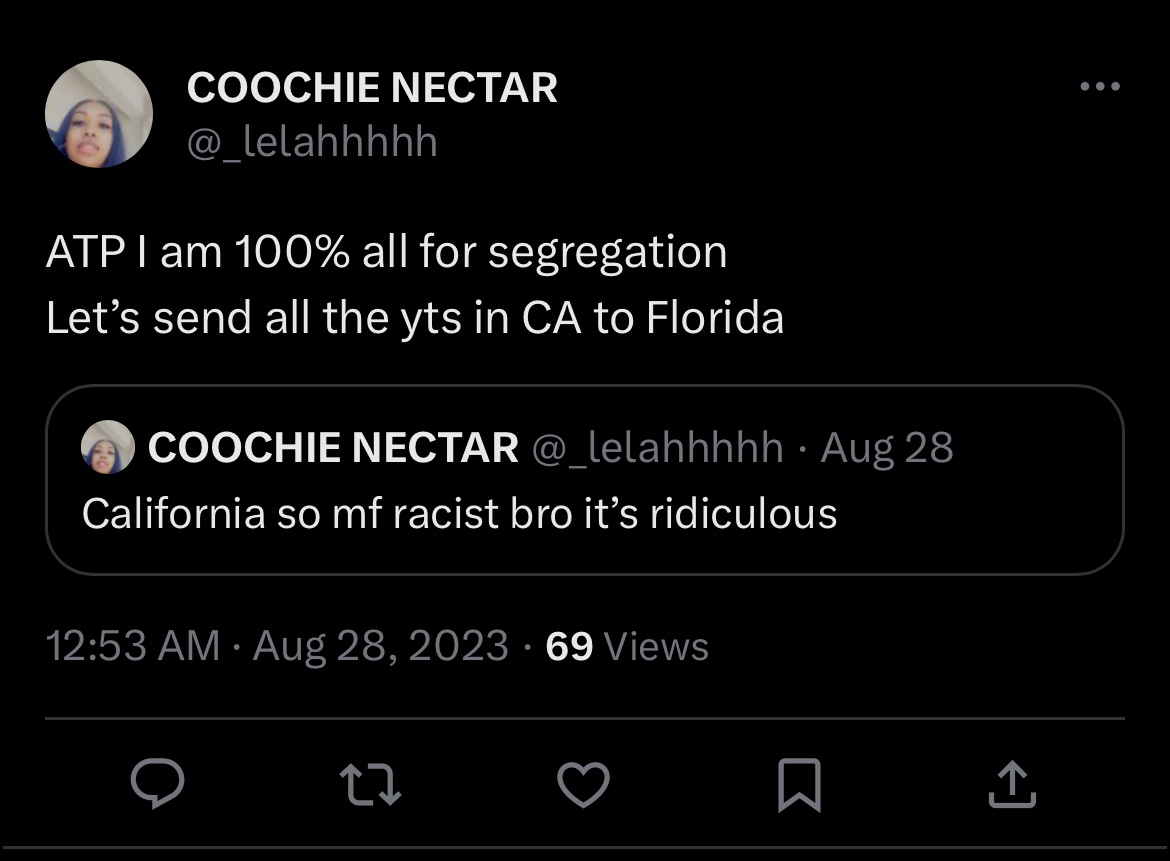 COOCHIE NECTAR
@_lelahhhhh
ATP I am 100% all for segregation
Let’s send all the yts in CA to Florida
COOCHIE NECTAR @_lelahhhhh · Aug 28
California so mf racist bro it’s ridiculous
12:53 AM · Aug 28, 2023 · 69 Views